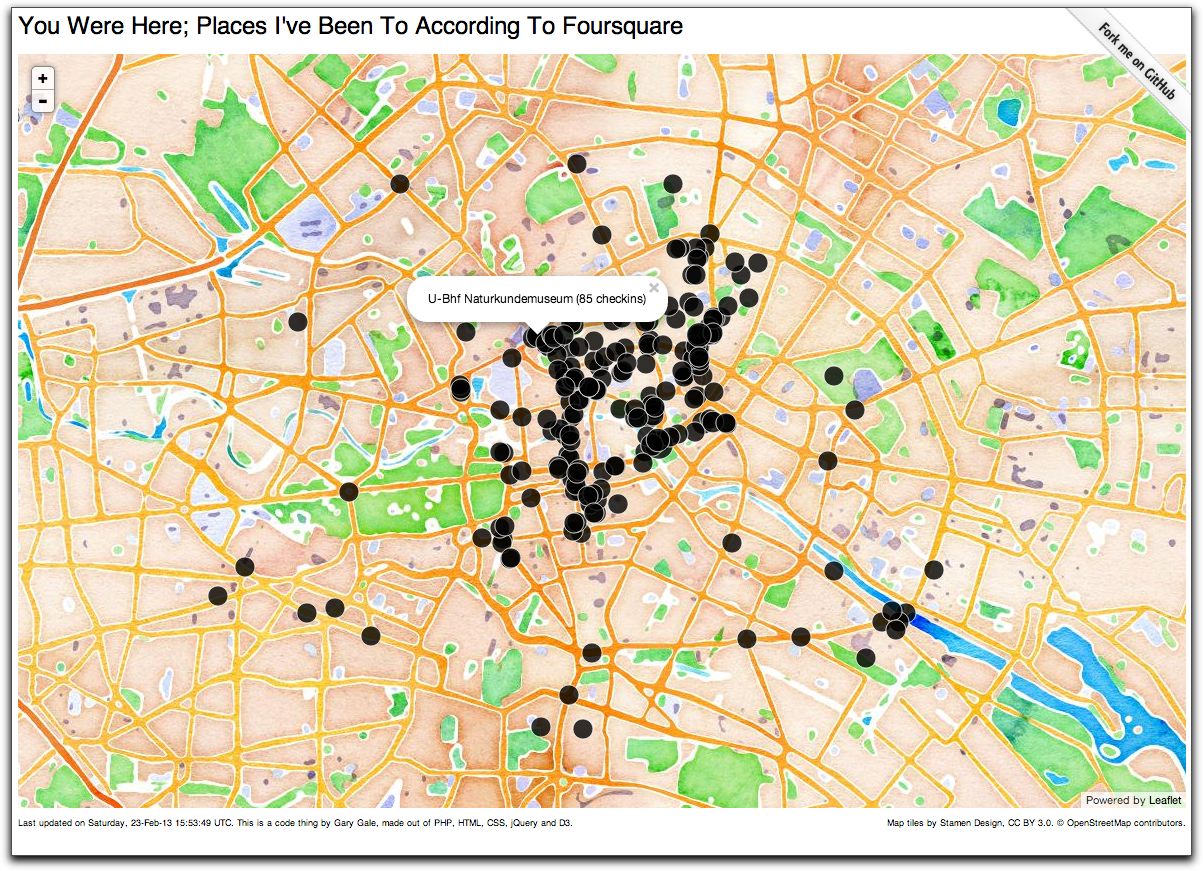 You Were Here; Places I've Been To According To Foursquare
Fork me on GitHub
+
-
×
U-Bhf Naturkundemuseum (85 checkins)
Powered by Leaflet
Last updated on Saturday, 23-Feb-13 15:53:49 UTC. This is a code thing by Gary Gale, made out of PHP, HTML, CSS, jQuery and D3.
Map tiles by Stamen Design, CC BY 3.0. © OpenStreetMap contributors.